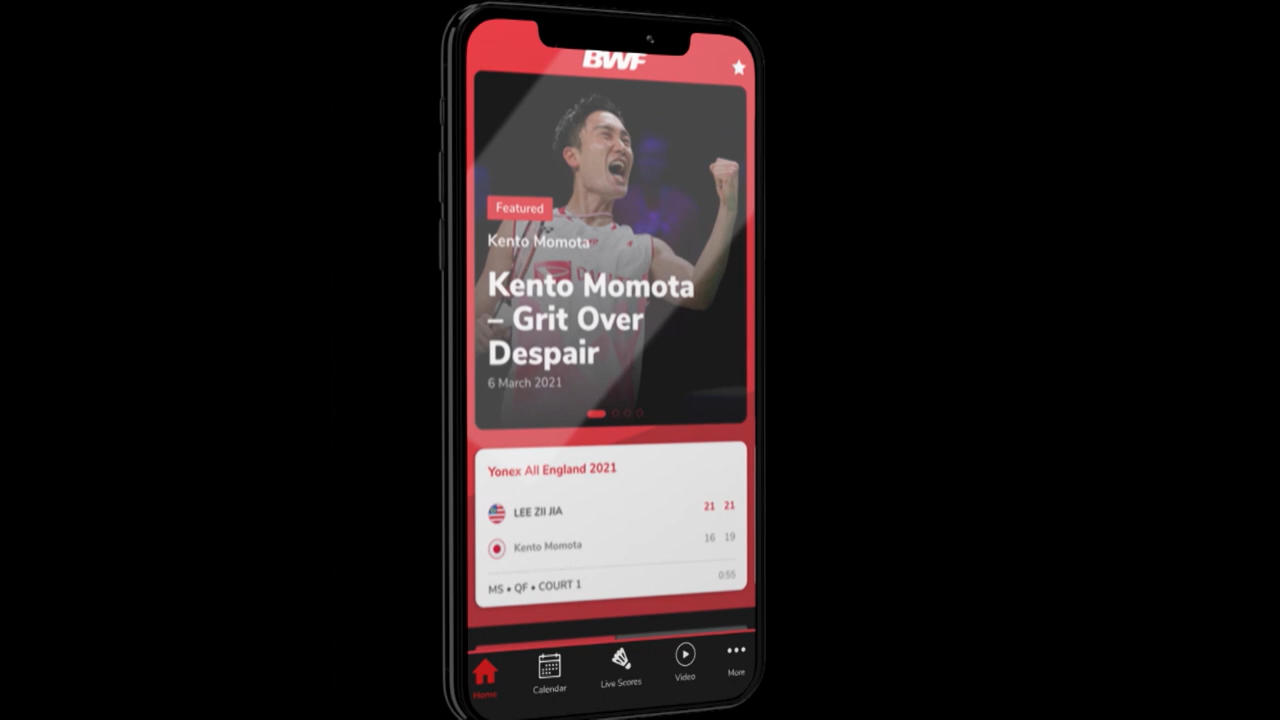 BWF
Featured
Kento Momota
Kento Momota
– Grit Over
Despair
6 March 2021
Yonex All England 2021
LEE ZII JIA 21 21
Kento Momota 16 19
MS • QF • COURT 1 0:55
Home Calendar Live Scores Video More